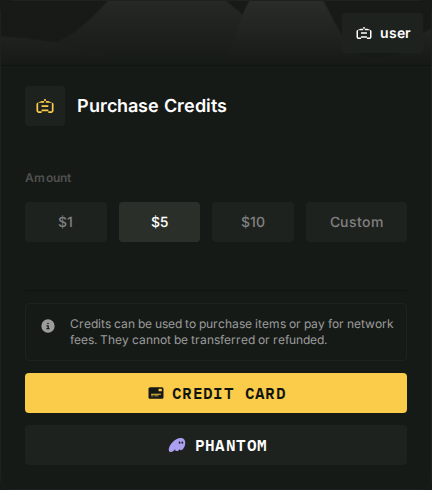 user
Purchase Credits
Amount
$1
$5
$10
Custom
Credits can be used to purchase items or pay for network
fees. They cannot be transferred or refunded.
CREDIT CARD
PHANTOM